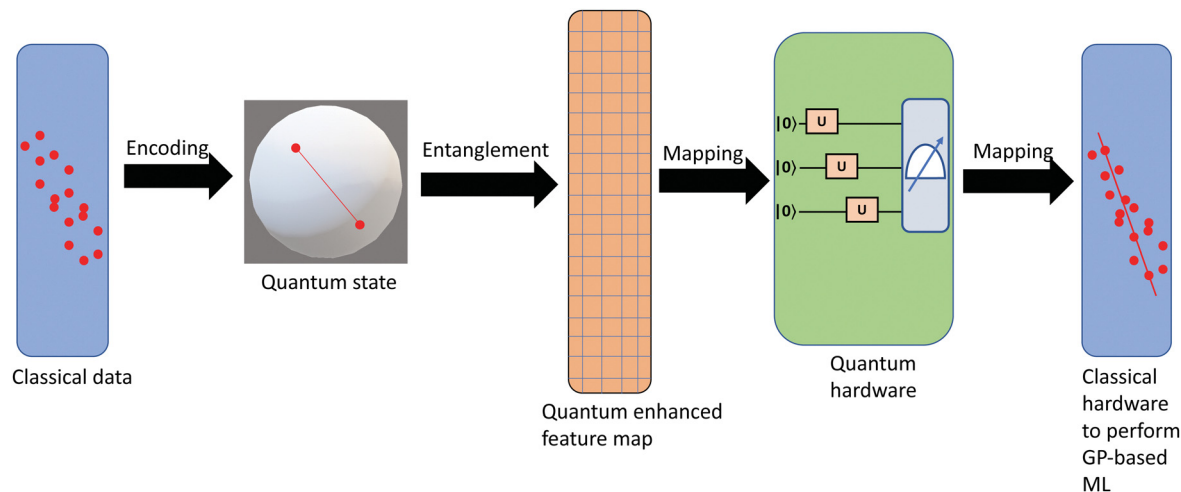 Encoding
Entanglement
Mapping
Mapping
|0⟩
U
|0⟩
U
|0⟩
U
Classical data
Quantum state
Quantum enhanced
feature map
Quantum
hardware
Classical
hardware
to perform
GP-based
ML